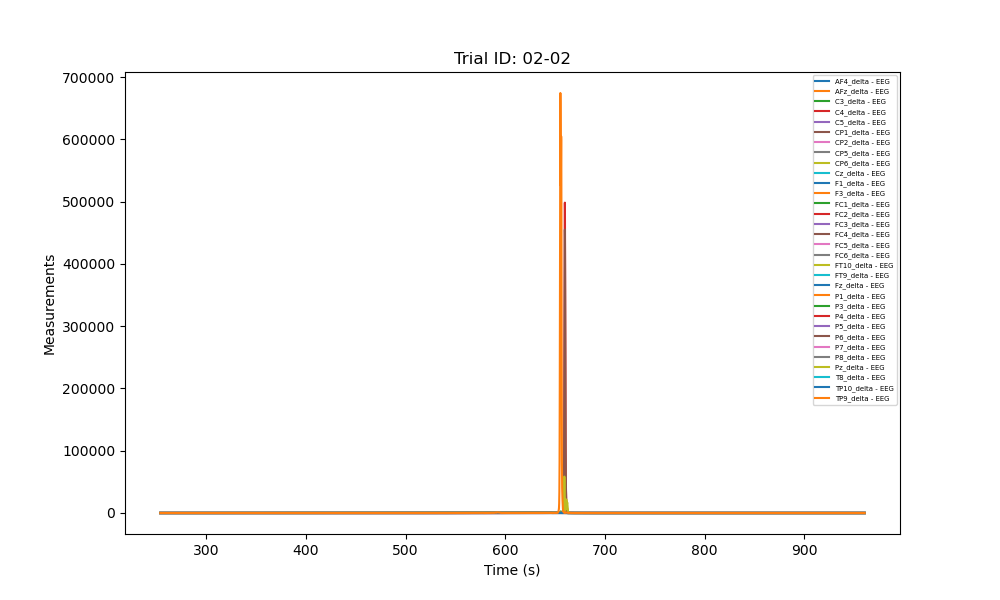 Trial ID: 02-02
700000
600000
500000
400000
300000
200000
100000
0
Measurements
300
400
500
600
700
800
900
Time (s)
AF4_delta - EEG
AFz_delta - EEG
C3_delta - EEG
C4_delta - EEG
C5_delta - EEG
CP1_delta - EEG
CP2_delta - EEG
CP5_delta - EEG
CP6_delta - EEG
Cz_delta - EEG
F1_delta - EEG
F3_delta - EEG
FC1_delta - EEG
FC2_delta - EEG
FC3_delta - EEG
FC4_delta - EEG
FC5_delta - EEG
FC6_delta - EEG
FT10_delta - EEG
FT9_delta - EEG
Fz_delta - EEG
P1_delta - EEG
P3_delta - EEG
P4_delta - EEG
P5_delta - EEG
P6_delta - EEG
P7_delta - EEG
P8_delta - EEG
Pz_delta - EEG
T8_delta - EEG
TP10_delta - EEG
TP9_delta - EEG